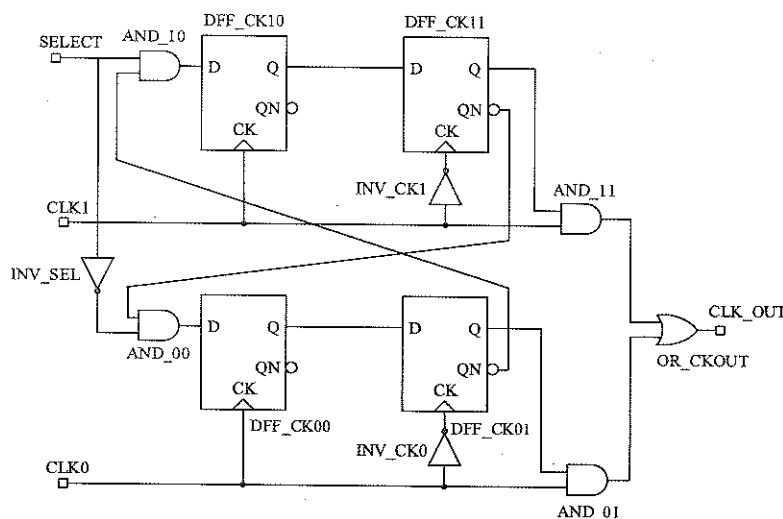 DFF_CK10
DFF_CK11
AND_10
SELECT
D
Q
D
Q
QN
QN
CK
CK
INV_CK1
AND_11
CLK1
INV_SEL
CLK_OUT
D
Q
D
Q
AND_00
QN
QN
OR_CKOUT
CK
CK
DFF_CK00
DFF_CK01
INV_CK0
CLK0
AND_01